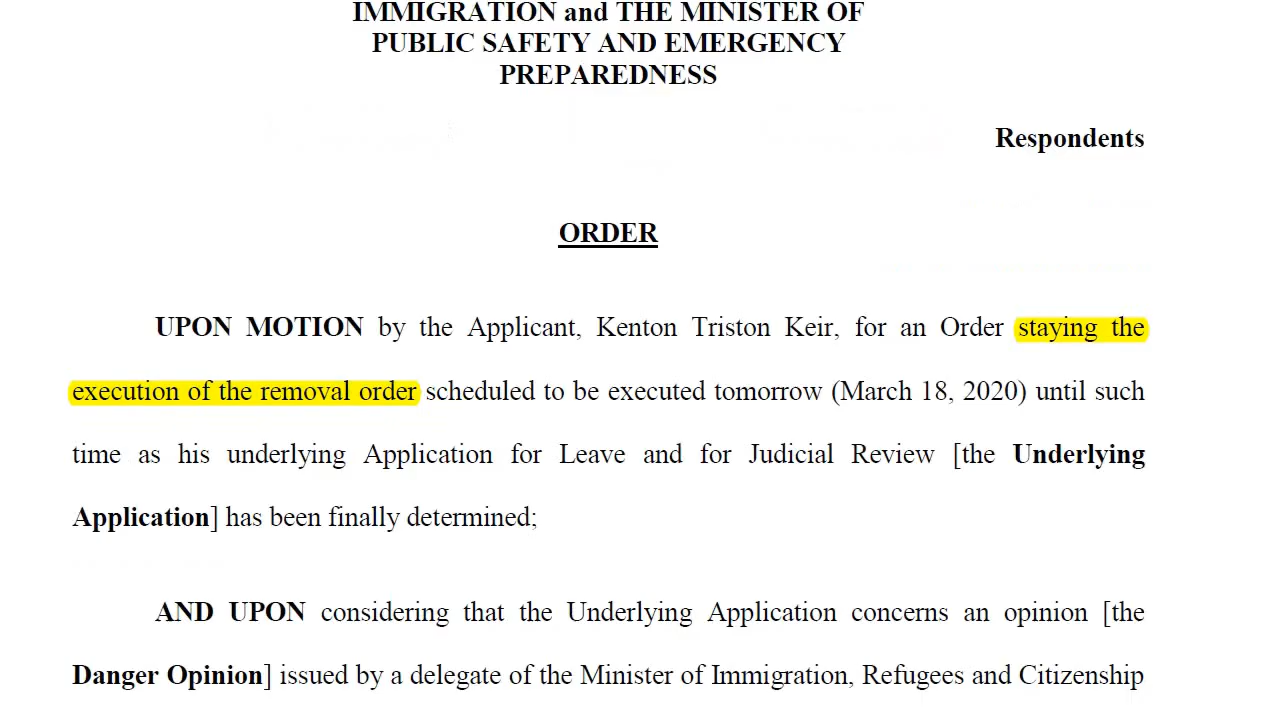 IMMIGRATION and THE MINISTER OF
PUBLIC SAFETY AND EMERGENCY
PREPAREDNESS
Respondents
ORDER
UPON MOTION by the Applicant, Kenton Triston Keir, for an Order staying the
execution of the removal order scheduled to be executed tomorrow (March 18, 2020) until such
time as his underlying Application for Leave and for Judicial Review [the Underlying
Application] has been finally determined;
AND UPON considering that the Underlying Application concerns an opinion [the
Danger Opinion] issued by a delegate of the Minister of Immigration, Refugees and Citizenship